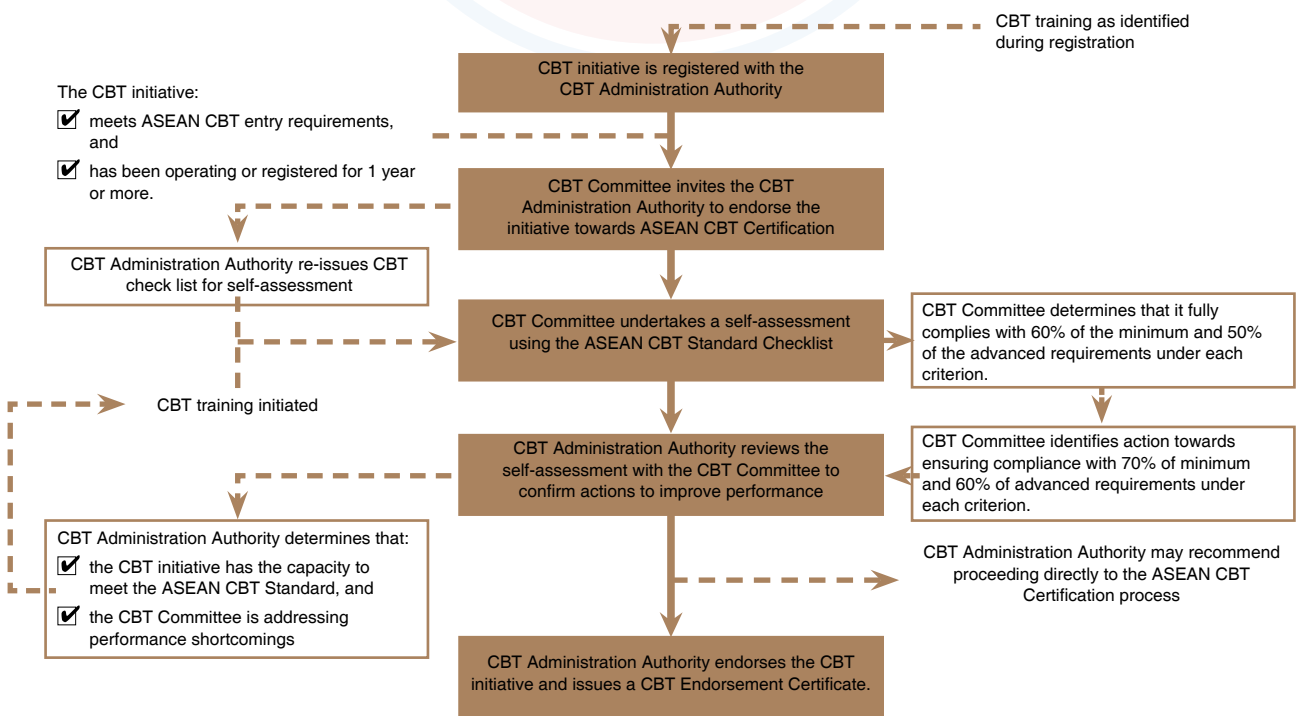 CBT training as identified
during registration
CBT initiative is registered with the
CBT Administration Authority
The CBT initiative:
meets ASEAN CBT entry requirements,
and
has been operating or registered for 1 year
or more.
CBT Committee invites the CBT
Administration Authority to endorse the
initiative towards ASEAN CBT Certification
CBT Administration Authority re-issues CBT
check list for self-assessment
CBT Committee undertakes a self-assessment
using the ASEAN CBT Standard Checklist
CBT Committee determines that it fully
complies with 60% of the minimum and 50%
of the advanced requirements under each
criterion.
CBT training initiated
CBT Administration Authority reviews the
self-assessment with the CBT Committee to
confirm actions to improve performance
CBT Committee identifies action towards
ensuring compliance with 70% of minimum
and 60% of advanced requirements under
each criterion.
CBT Administration Authority determines that:
the CBT initiative has the capacity to
meet the ASEAN CBT Standard, and
the CBT Committee is addressing
performance shortcomings
CBT Administration Authority may recommend
proceeding directly to the ASEAN CBT
Certification process
CBT Administration Authority endorses the CBT
initiative and issues a CBT Endorsement Certificate.